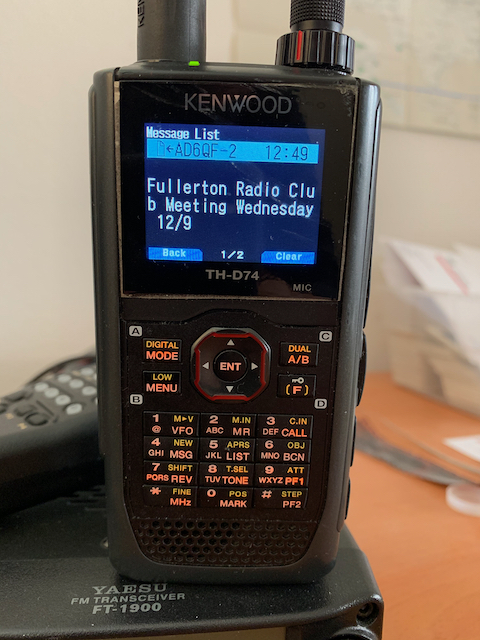 KENWOOD
Message List
←AD6QF-2 12:49
Fullerton Radio Clu
b Meeting Wednesday
12/9
Back 1/2 Clear
TH-D74
MIC
A C
DIGITAL DUAL
MODE A/B
LOW
MENU (F)
B D
1 M►V 2 M.IN 3 C.IN
@ VFO ABC MR DEF CALL
4 NEW 5 APRS 6 OBJ
GHI MSG JKL LIST MNO BCN
7 SHIFT 8 T.SEL 9 ATT
PQRS REV TUV TONE WXYZ PF1
* FINE 0 POS # STEP
MHz MARK PF2
ENT
YAESU
FM TRANSCEIVER
FT-1900